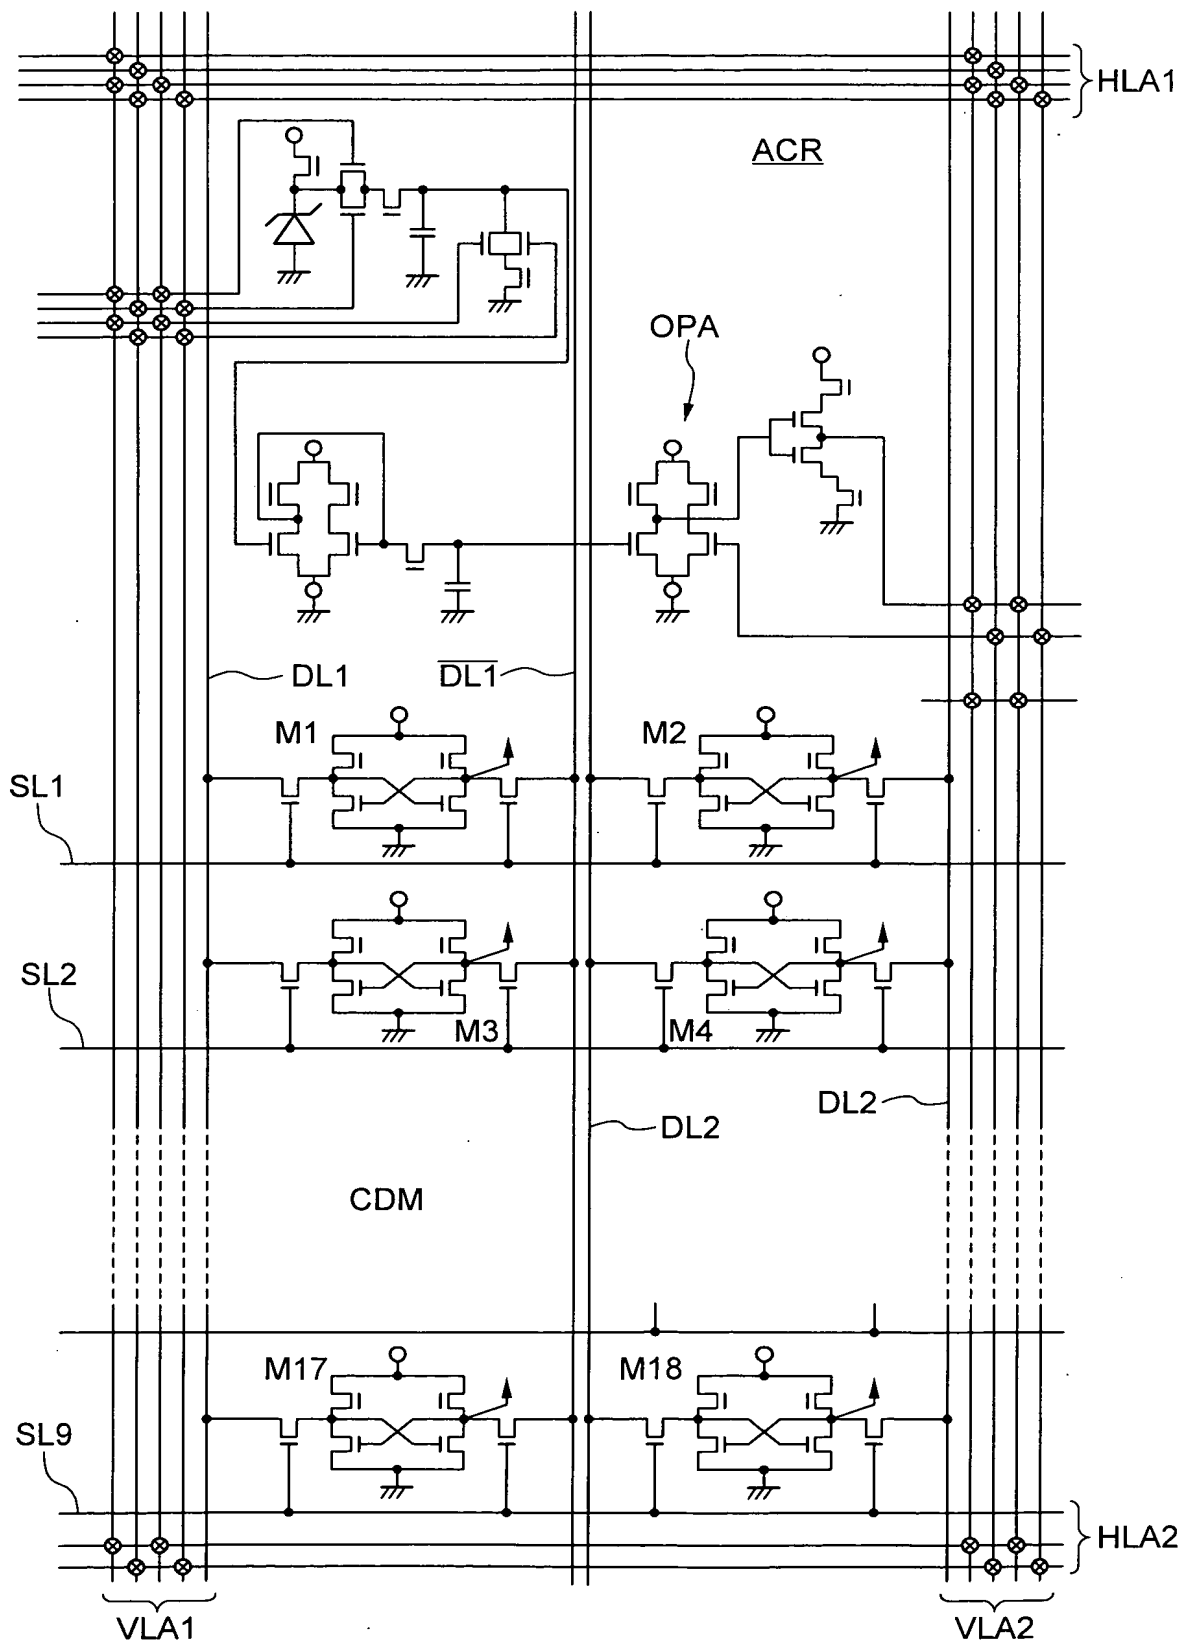 HLA1
ACR
OPA
DL1
D̅L̅1̅
M1
M2
SL1
SL2
M3
M4
DL2
DL2
CDM
M17
M18
SL9
HLA2
VLA1
VLA2